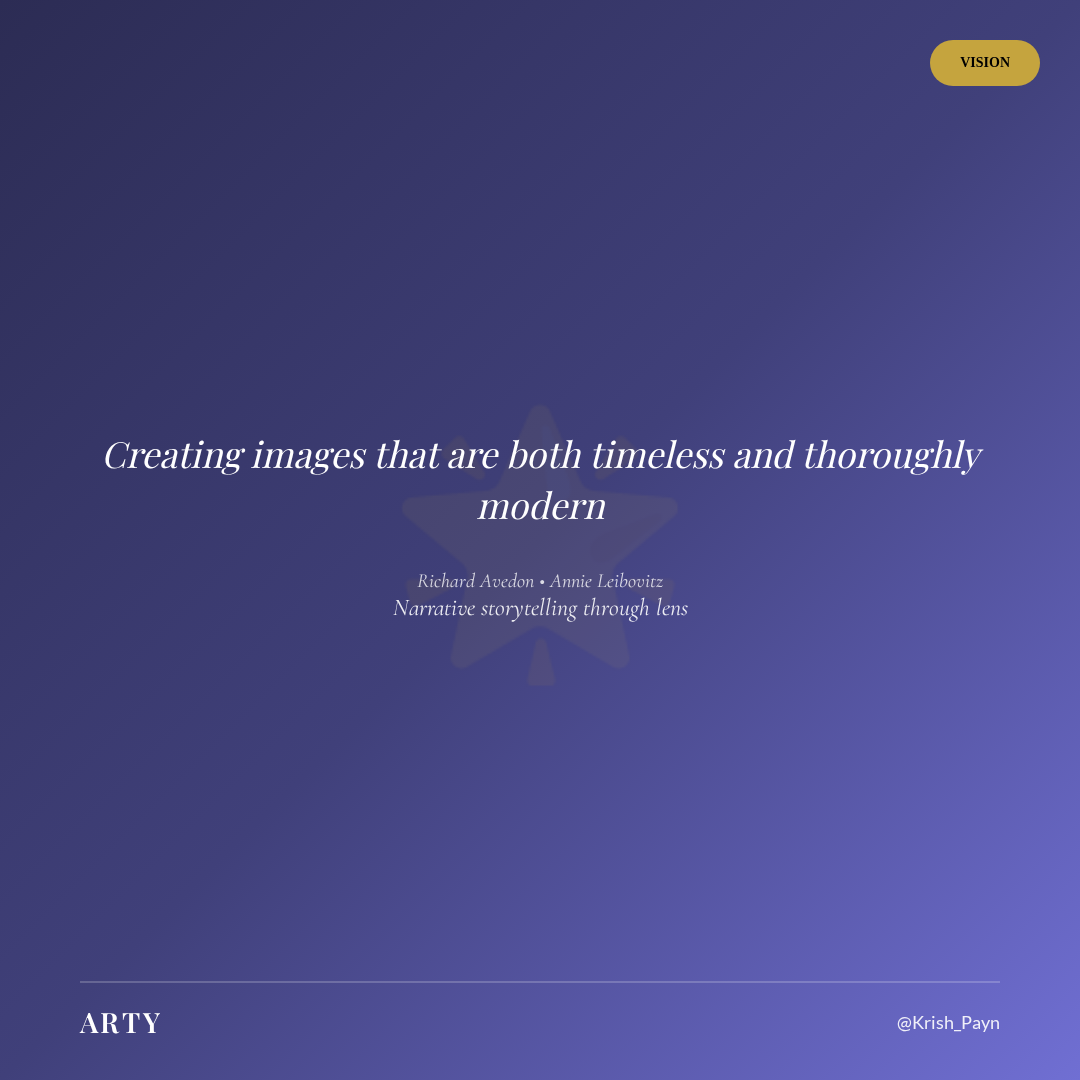 VISION
Creating images that are both timeless and thoroughly
modern
Richard Avedon • Annie Leibovitz
Narrative storytelling through lens
ARTY
@Krish_Payn